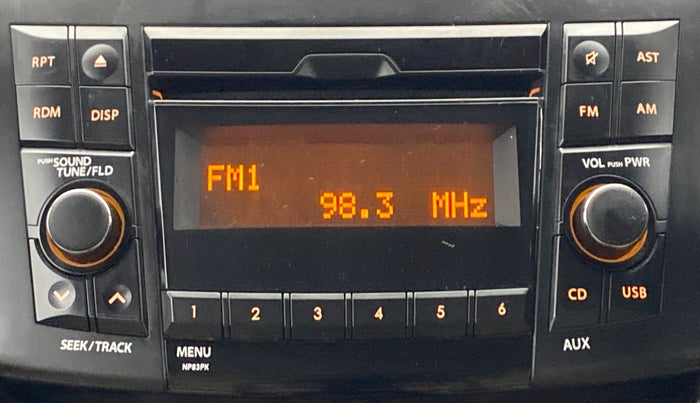 RPT
AST
RDM
DISP
FM
AM
PUSH SOUND
TUNE/FLD
VOL PUSH PWR
FM1
98.3 MHz
CD
USB
1 2 3 4 5 6
SEEK/TRACK
MENU
AUX
NP83PK